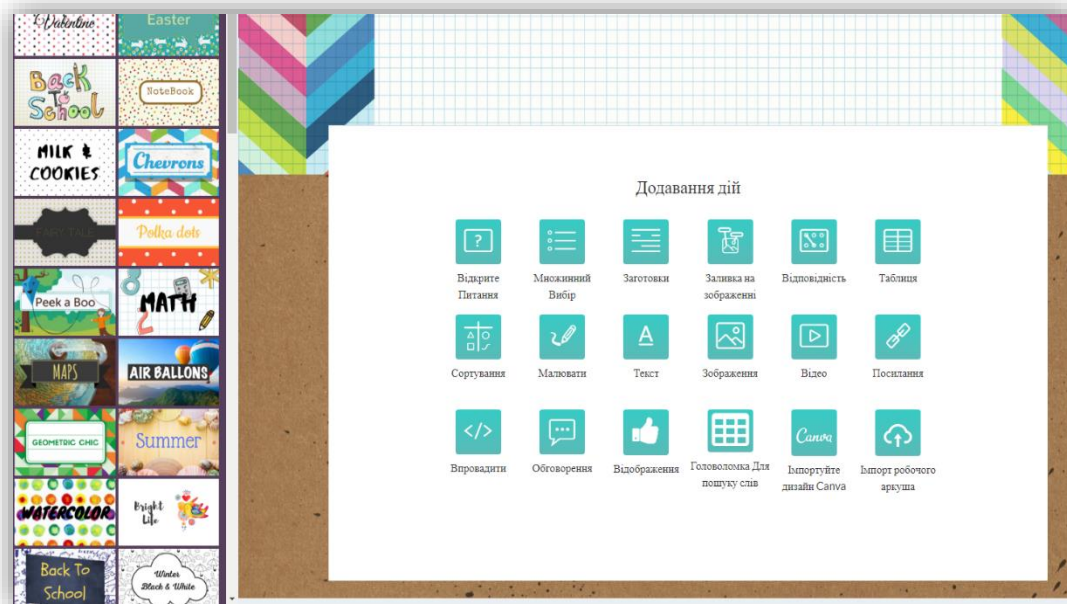 Valentine
Easter
Back
To
School
NoteBook
MILK &
COOKIES
Chevrons
FAIRY TALE
Polka dots
Peek a Boo
MATH
MAPS
AIR BALLONS
GEOMETRIC CHIC
Summer
WATERCOLOR
Bright
Life
Back To
School
Winter
Black & White
Додавання дій
?
Відкрите
Питання
Множинний
Вибір
Заготовки
Заливка на
зображенні
Відповідність
Таблиця
Сортування
Малювати
A
Текст
Зображення
Відео
Посилання
</>
Впровадити
Обговорення
Відображення
Головоломка Для
пошуку слів
Canva
Імпортуйте
дизайн Canva
Імпорт робочого
аркуша